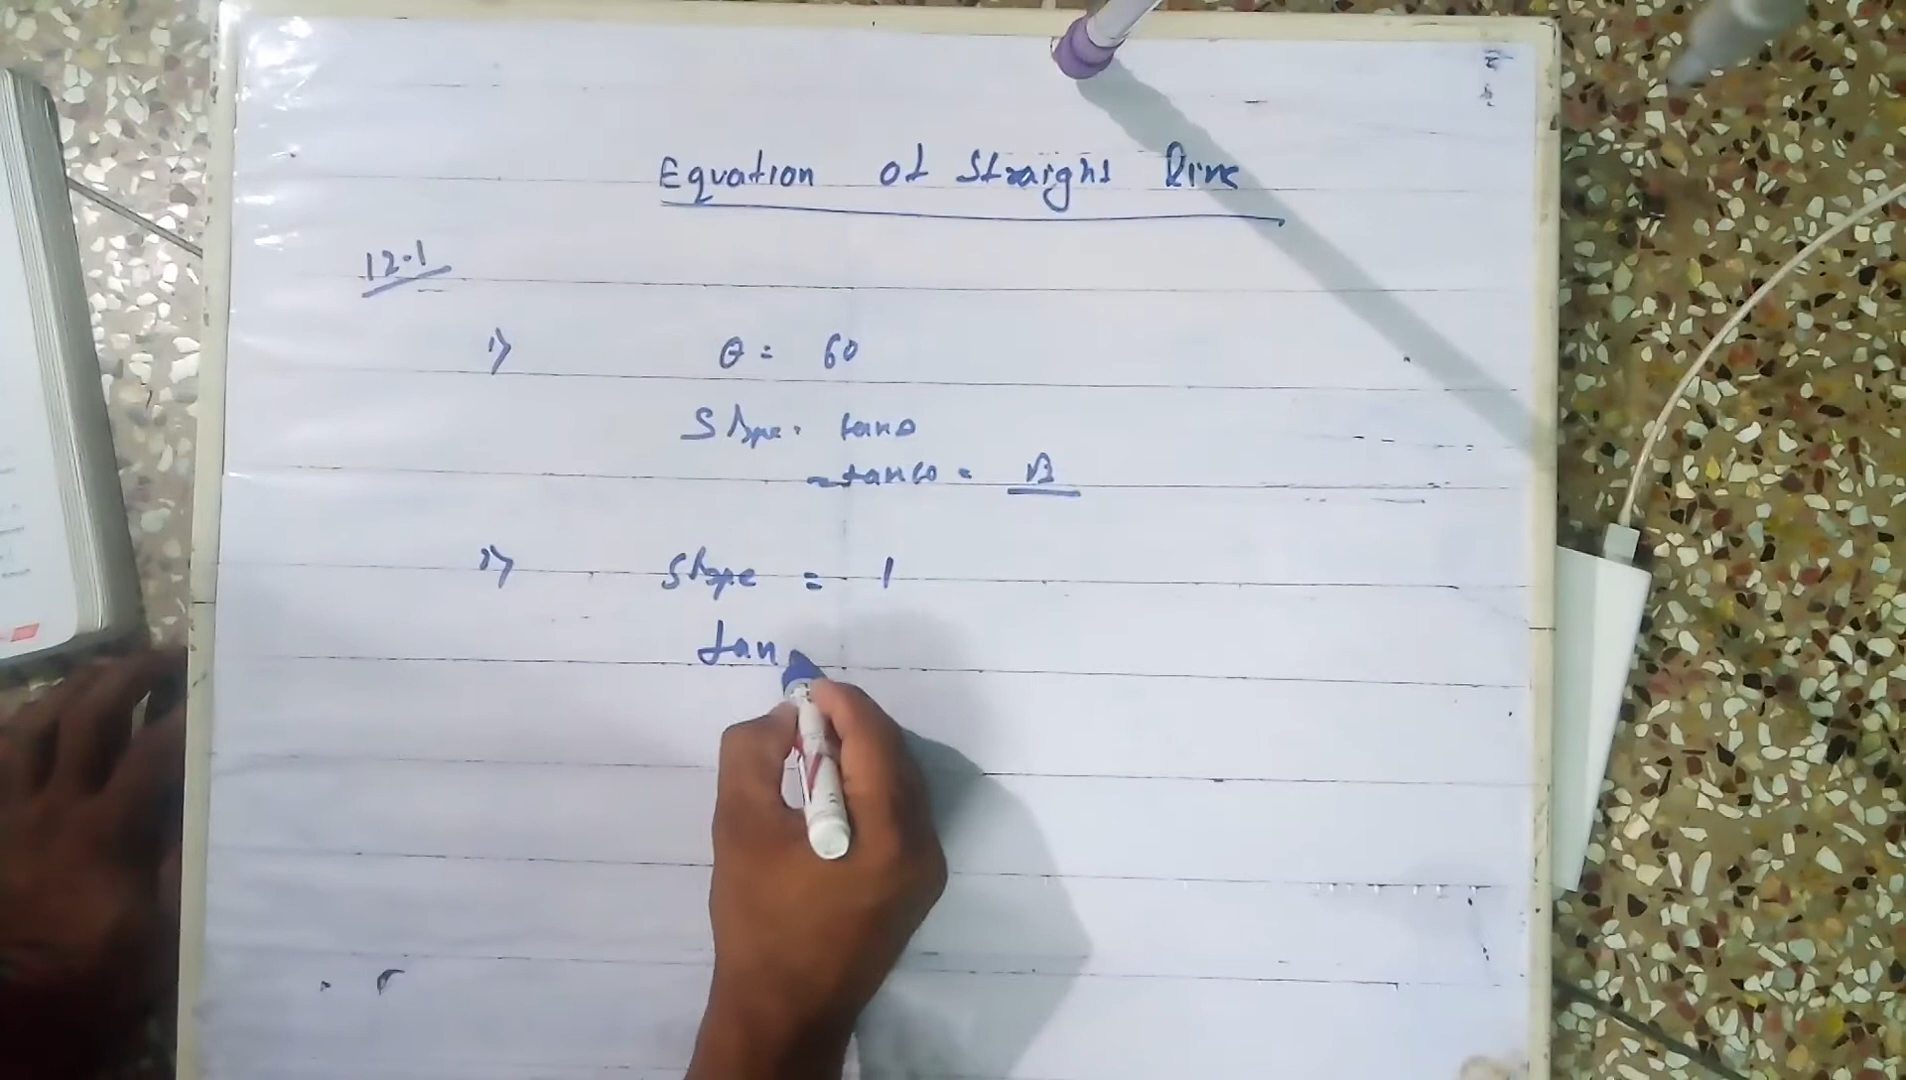 Equation of Straight line
12.1
1) θ = 60
Slope = tanθ
= tan60 = √3
2) Slope = 1
tan